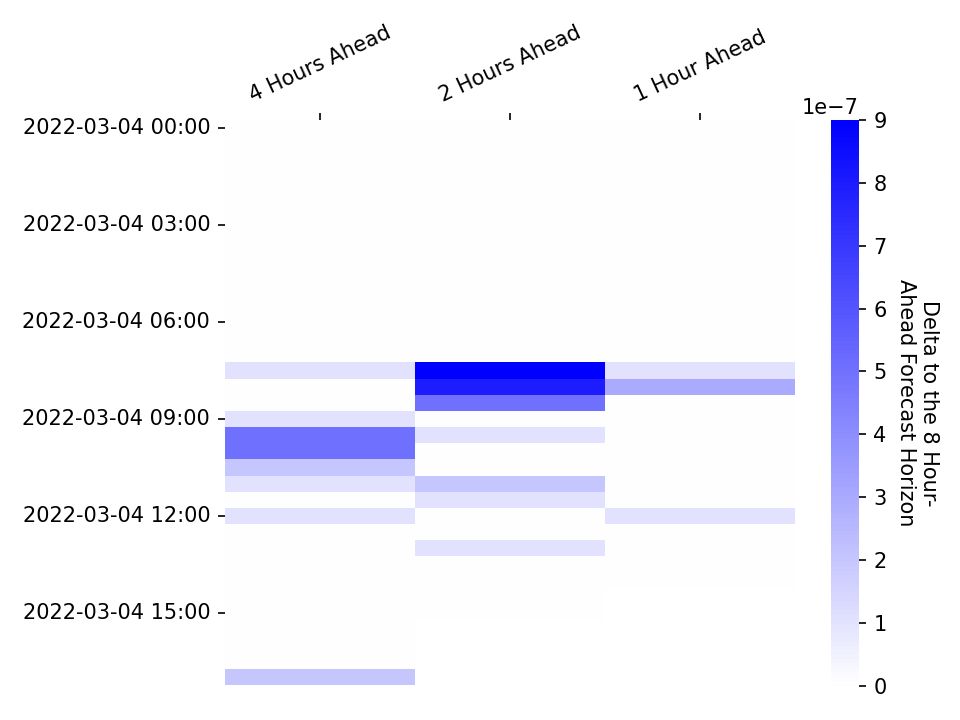 4 Hours Ahead
2 Hours Ahead
1 Hour Ahead
1e−7
2022-03-04 00:00
2022-03-04 03:00
2022-03-04 06:00
2022-03-04 09:00
2022-03-04 12:00
2022-03-04 15:00
9
8
7
6
5
4
3
2
1
0
Delta to the 8 Hour-
Ahead Forecast Horizon